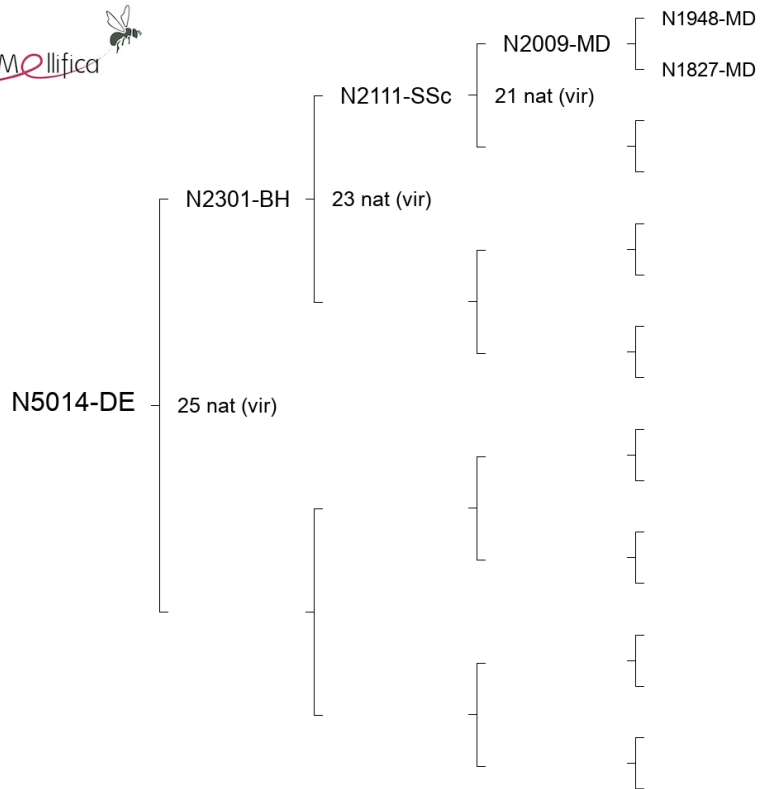 Mellifica
N1948-MD
N2009-MD
N1827-MD
N2111-SSc
21 nat (vir)
N2301-BH
23 nat (vir)
N5014-DE
25 nat (vir)